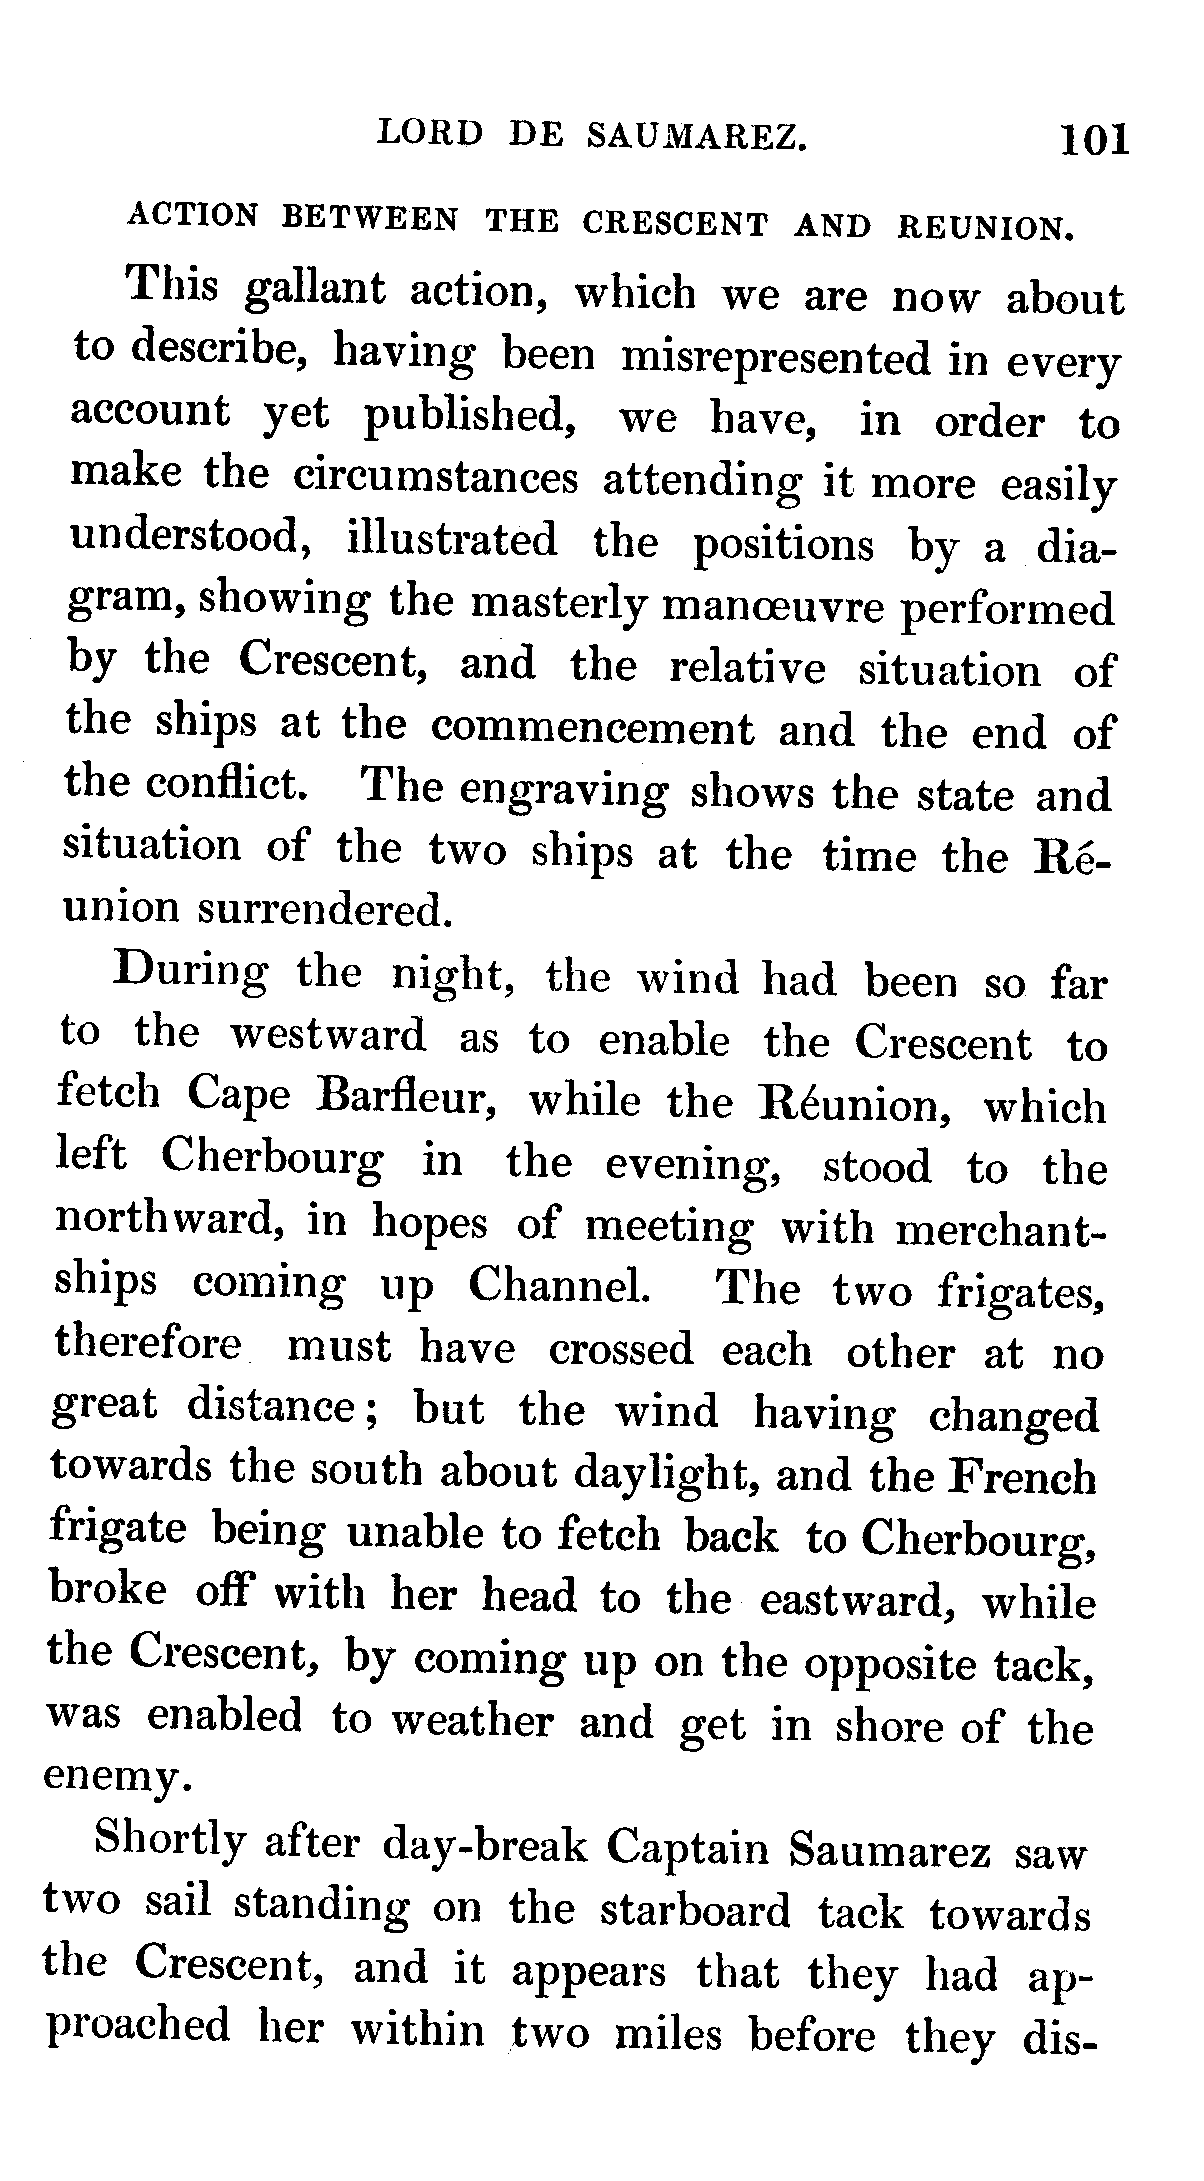 LORD DE SAUMAREZ. 101
ACTION BETWEEN THE CRESCENT AND REUNION.
This gallant action, which we are now about
to describe, having been misrepresented in every
account yet published, we have, in order to
make the circumstances attending it more easily
understood, illustrated the positions by a dia-
gram, showing the masterly manœuvre performed
by the Crescent, and the relative situation of
the ships at the commencement and the end of
the conflict. The engraving shows the state and
situation of the two ships at the time the Ré-
union surrendered.
During the night, the wind had been so far
to the westward as to enable the Crescent to
fetch Cape Barfleur, while the Réunion, which
left Cherbourg in the evening, stood to the
northward, in hopes of meeting with merchant-
ships coming up Channel. The two frigates,
therefore must have crossed each other at no
great distance; but the wind having changed
towards the south about daylight, and the French
frigate being unable to fetch back to Cherbourg,
broke off with her head to the eastward, while
the Crescent, by coming up on the opposite tack,
was enabled to weather and get in shore of the
enemy.
Shortly after day-break Captain Saumarez saw
two sail standing on the starboard tack towards
the Crescent, and it appears that they had ap-
proached her within two miles before they dis-